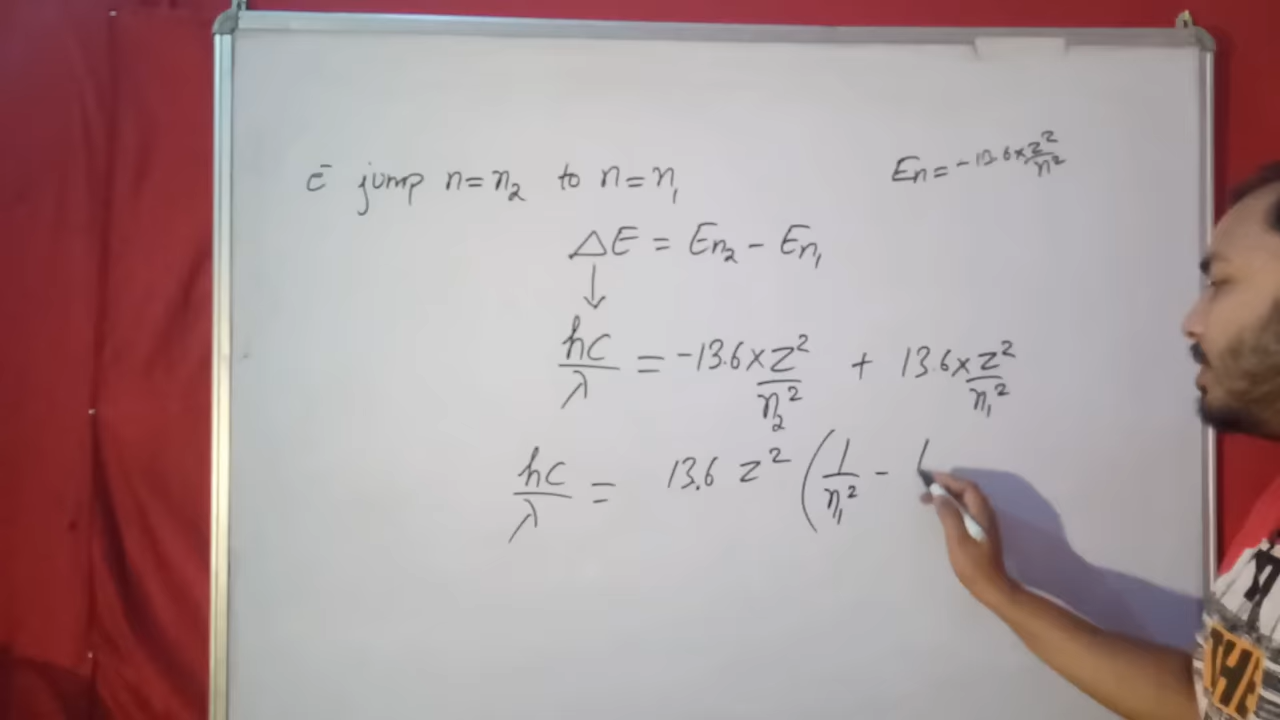 ē jump n=n₂ to n=n₁
En = -13.6×Z²/n²
ΔE = En₂ - En₁
↓
hc/λ = -13.6×Z²/n₂² + 13.6×Z²/n₁²
hc/λ = 13.6 Z² (1/n₁² - 1
THE